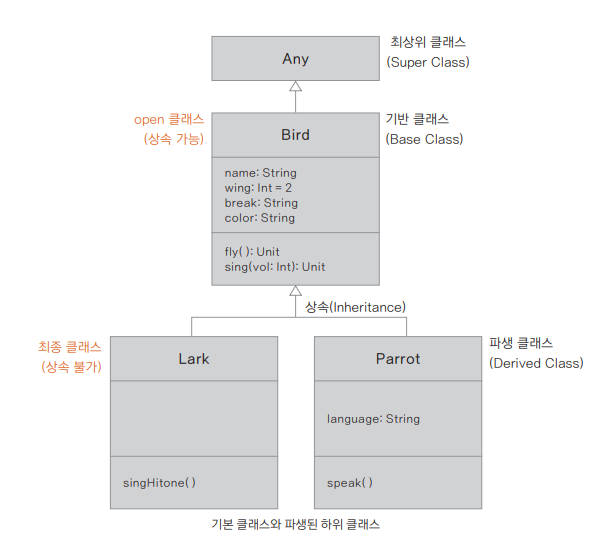 Any
최상위 클래스
(Super Class)
open 클래스
(상속 가능)
Bird
기반 클래스
(Base Class)
name: String
wing: Int = 2
break: String
color: String
fly( ): Unit
sing(vol: Int): Unit
상속(Inheritance)
최종 클래스
(상속 불가)
Lark
singHitone( )
Parrot
파생 클래스
(Derived Class)
language: String
speak( )
기본 클래스와 파생된 하위 클래스